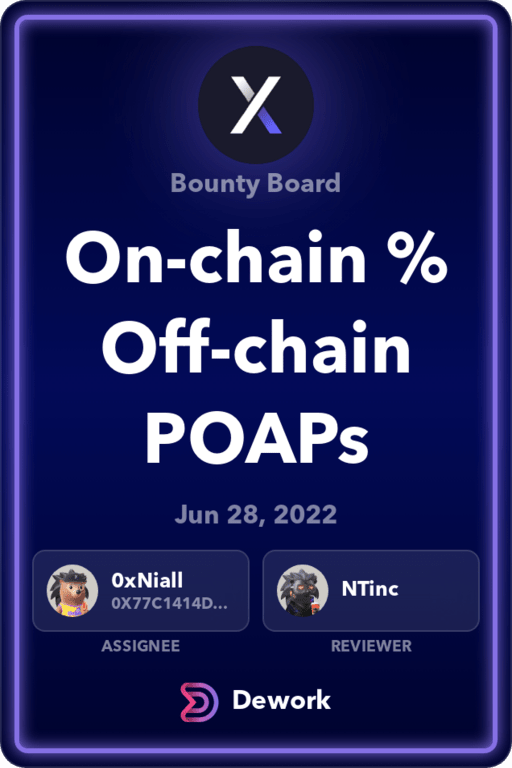 Bounty Board
On-chain %
Off-chain
POAPs
Jun 28, 2022
0xNiall
0X77C1414D...
NTinc
ASSIGNEE
REVIEWER
Dework